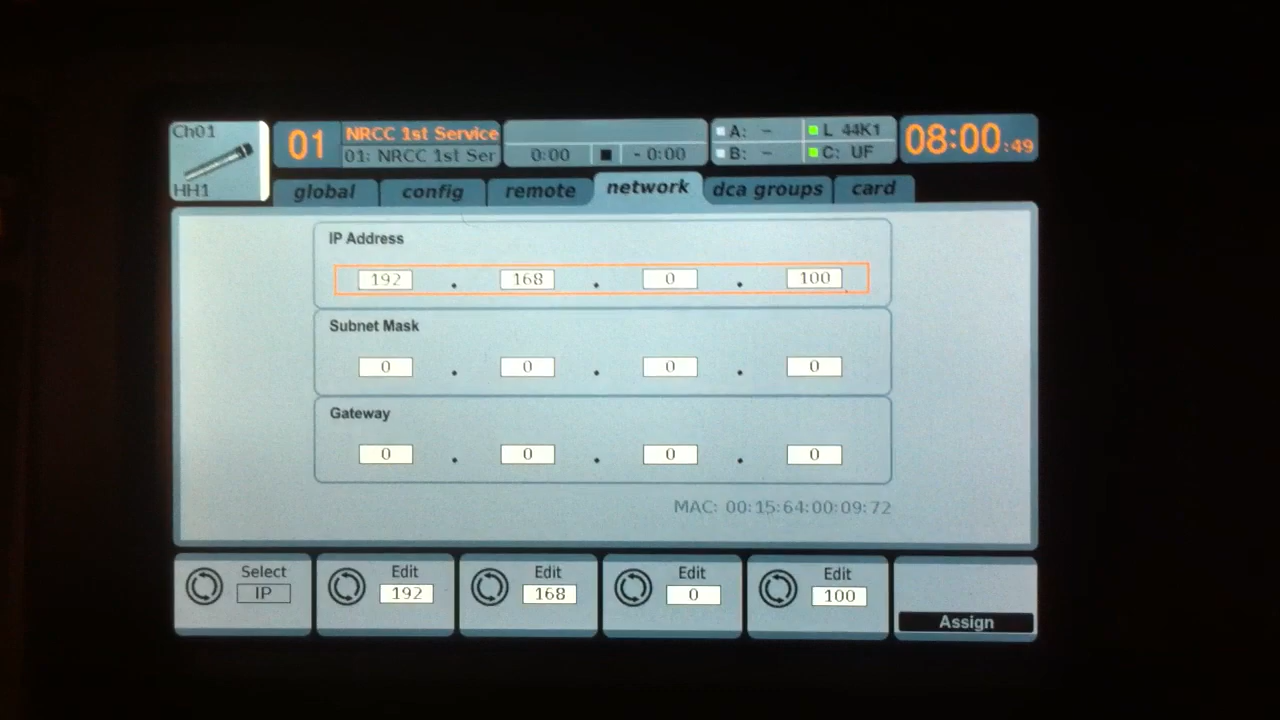 Ch01
HH1
01
NRCC 1st Service
01: NRCC 1st Ser
0:00
- 0:00
A: -
B: -
L 44K1
C: UF
08:00:49
global
config
remote
network
dca groups
card
IP Address
192 . 168 . 0 . 100
Subnet Mask
0 . 0 . 0 . 0
Gateway
0 . 0 . 0 . 0
MAC: 00:15:64:00:09:72
Select
IP
Edit
192
Edit
168
Edit
0
Edit
100
Assign